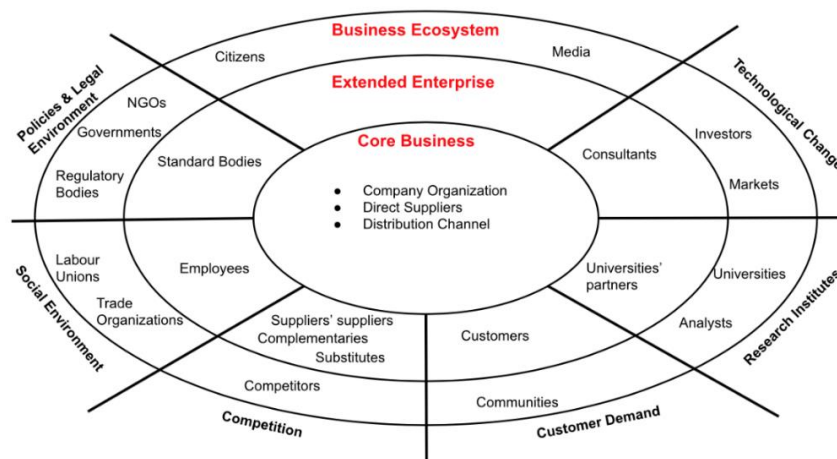 Business Ecosystem
Citizens
Media
Extended Enterprise
Policies & Legal
Environment
Technological Change
NGOs
Governments
Regulatory
Bodies
Standard Bodies
Core Business
● Company Organization
● Direct Suppliers
● Distribution Channel
Consultants
Investors
Markets
Labour
Unions
Trade
Organizations
Employees
Social Environment
Suppliers’ suppliers
Complementaries
Substitutes
Competitors
Competition
Customers
Communities
Customer Demand
Universities’
partners
Universities
Analysts
Research Institutes